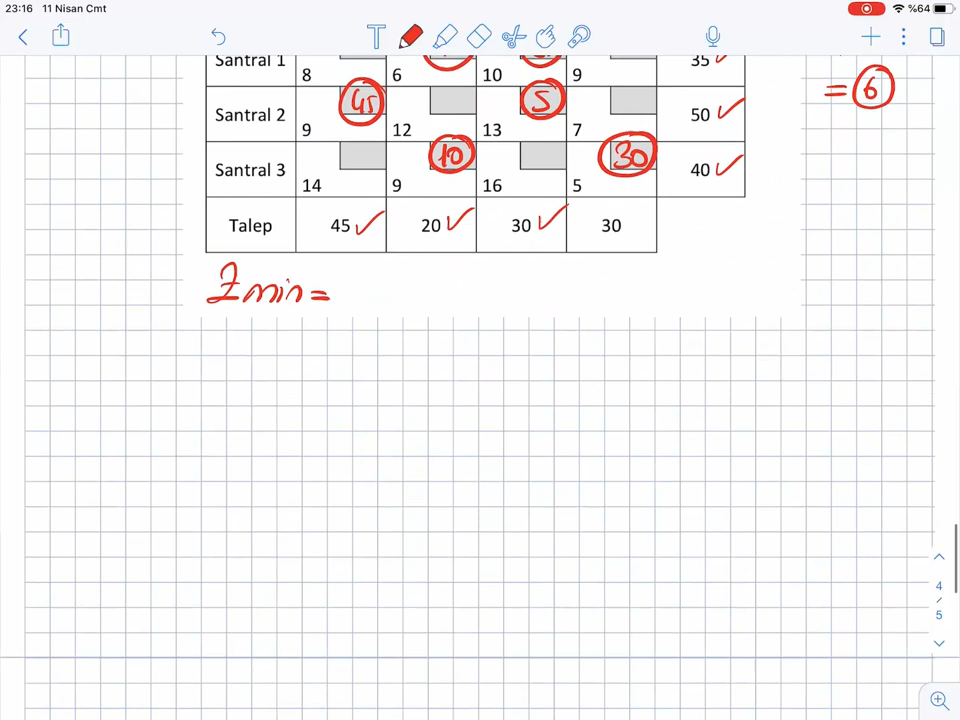 23:16 11 Nisan Cmt %64
Santral 1 8 6 10 9 35
= 6
Santral 2 9 45 12 13 5 7 50
Santral 3 14 9 10 16 5 30 40
Talep 45 20 30 30
Zmin=
4
/
5